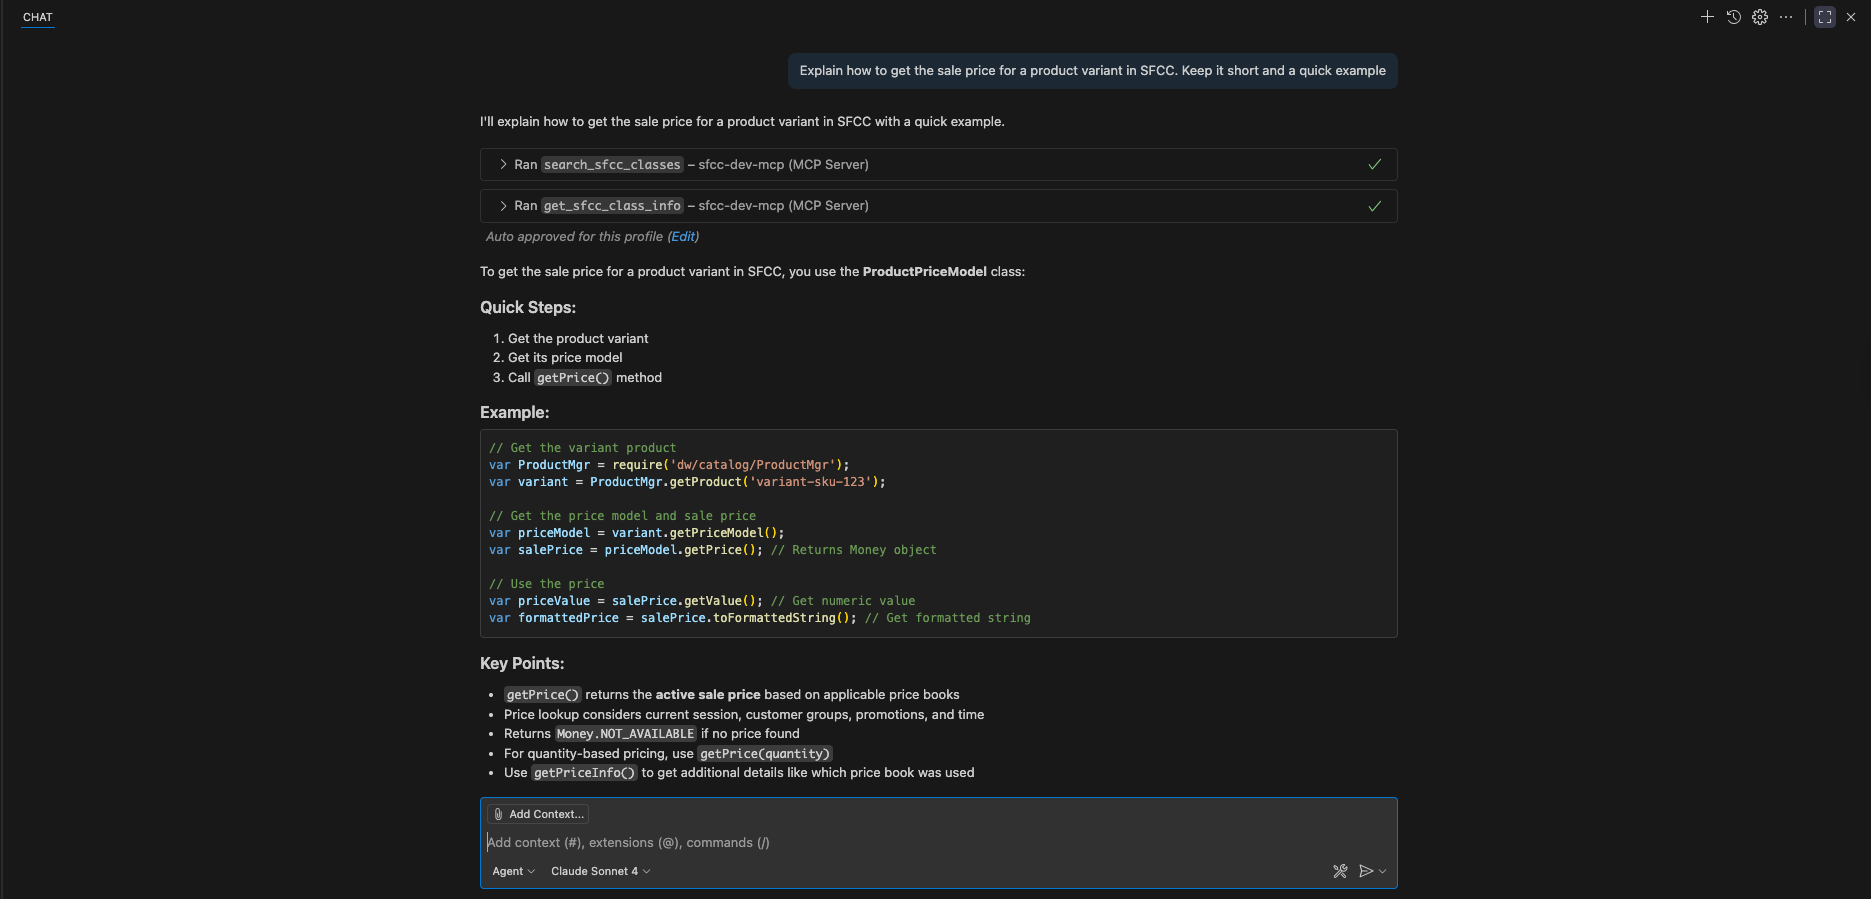 CHAT
Explain how to get the sale price for a product variant in SFCC. Keep it short and a quick example
I'll explain how to get the sale price for a product variant in SFCC with a quick example.
Ran search_sfcc_classes – sfcc-dev-mcp (MCP Server)
Ran get_sfcc_class_info – sfcc-dev-mcp (MCP Server)
Auto approved for this profile (Edit)
To get the sale price for a product variant in SFCC, you use the ProductPriceModel class:
Quick Steps:
1. Get the product variant
2. Get its price model
3. Call getPrice() method
Example:
// Get the variant product
var ProductMgr = require('dw/catalog/ProductMgr');
var variant = ProductMgr.getProduct('variant-sku-123');
// Get the price model and sale price
var priceModel = variant.getPriceModel();
var salePrice = priceModel.getPrice(); // Returns Money object
// Use the price
var priceValue = salePrice.getValue(); // Get numeric value
var formattedPrice = salePrice.toFormattedString(); // Get formatted string
Key Points:
• getPrice() returns the active sale price based on applicable price books
• Price lookup considers current session, customer groups, promotions, and time
• Returns Money.NOT_AVAILABLE if no price found
• For quantity-based pricing, use getPrice(quantity)
• Use getPriceInfo() to get additional details like which price book was used
Add Context...
Add context (#), extensions (@), commands (/)
Agent Claude Sonnet 4